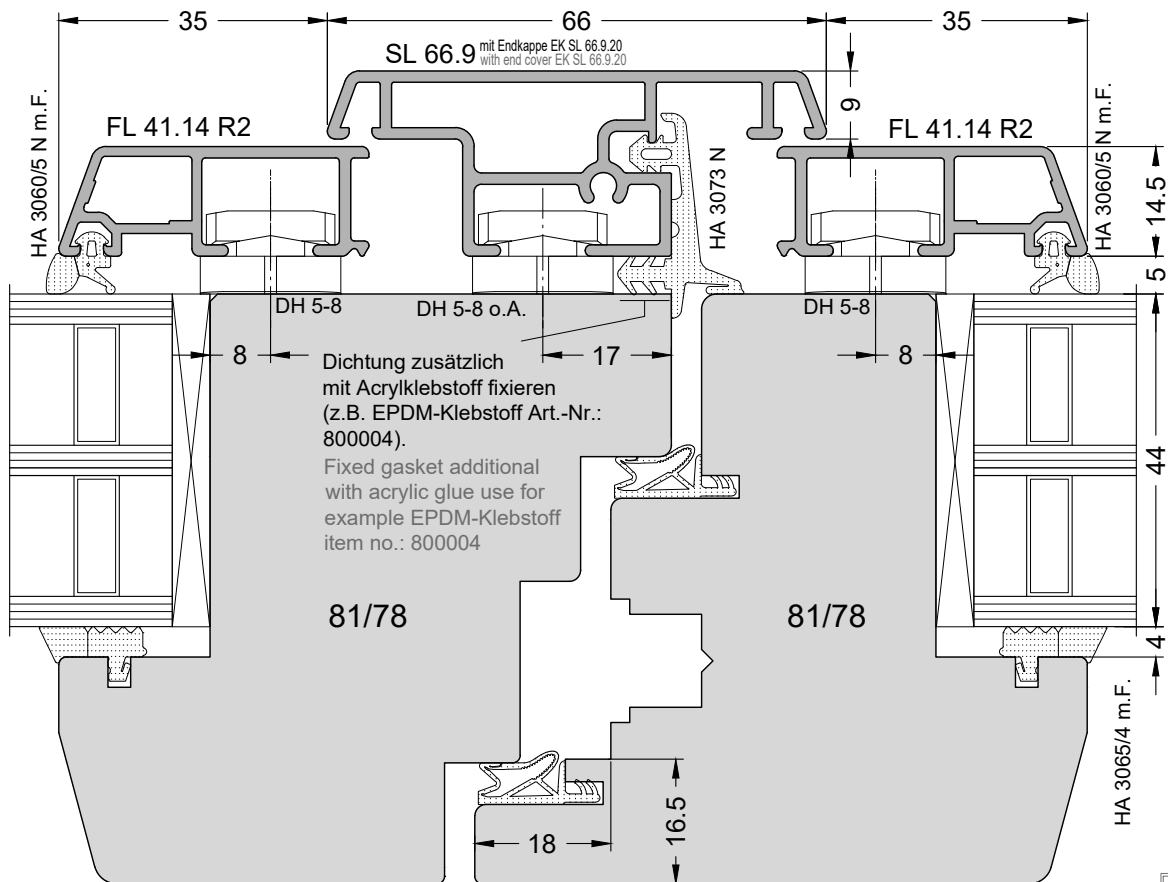 35
66
35
SL 66.9 mit Endkappe EK SL 66.9.20
with end cover EK SL 66.9.20
HA 3060/5 N m.F.
FL 41.14 R2
9
HA 3073 N
FL 41.14 R2
HA 3060/5 N m.F.
14.5
5
DH 5-8
DH 5-8 o.A.
DH 5-8
8
17
8
Dichtung zusätzlich
mit Acrylklebstoff fixieren
(z.B. EPDM-Klebstoff Art.-Nr.:
800004).
Fixed gasket additional
with acrylic glue use for
example EPDM-Klebstoff
item no.: 800004
44
81/78
81/78
4
HA 3065/4 m.F.
18
16.5